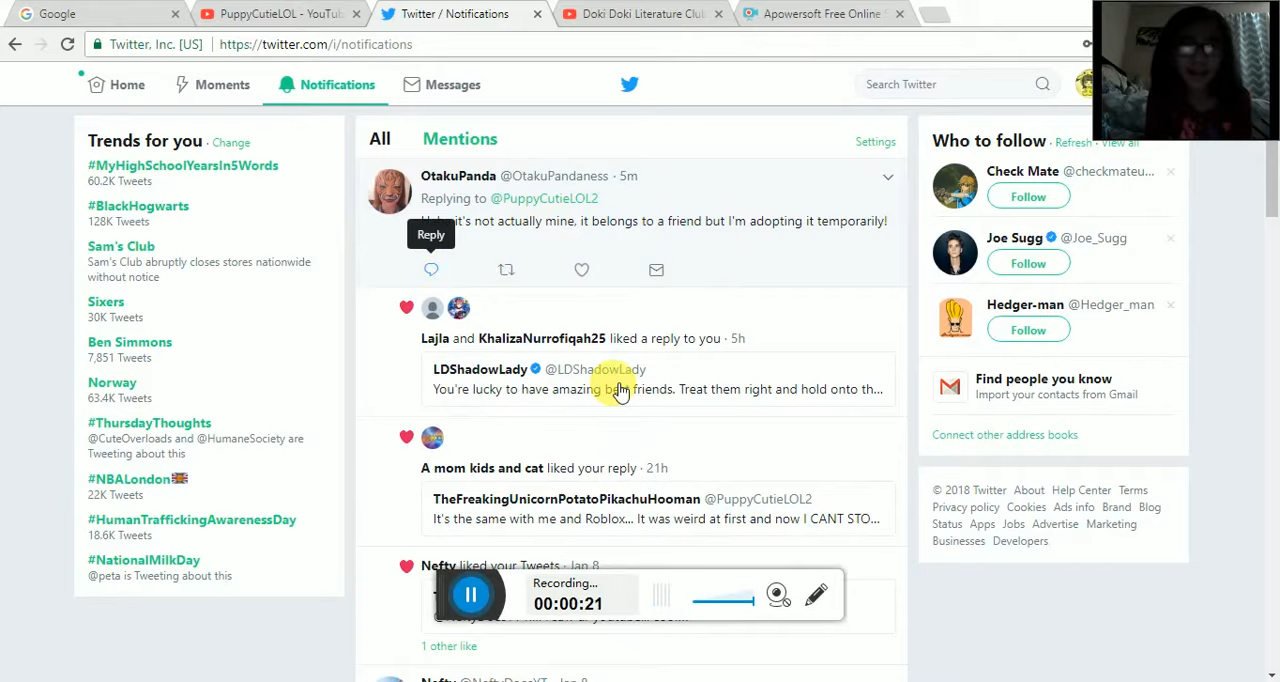 Google
PuppyCutieLOL - YouTu
Twitter / Notifications
Doki Doki Literature Club
Apowersoft Free Online S
Twitter, Inc. [US]
https://twitter.com/i/notifications
Home
Moments
Notifications
Messages
Search Twitter
Trends for you · Change
#MyHighSchoolYearsIn5Words
60.2K Tweets
#BlackHogwarts
128K Tweets
Sam's Club
Sam's Club abruptly closes stores nationwide
without notice
Sixers
30K Tweets
Ben Simmons
7,851 Tweets
Norway
63.4K Tweets
#ThursdayThoughts
@CuteOverloads and @HumaneSociety are
Tweeting about this
#NBALondon
22K Tweets
#HumanTraffickingAwarenessDay
18.6K Tweets
#NationalMilkDay
@peta is Tweeting about this
All
Mentions
Settings
OtakuPanda @OtakuPandaness · 5m
Replying to @PuppyCutieLOL2
it's not actually mine, it belongs to a friend but I'm adopting it temporarily!
Reply
Lajla and KhalizaNurrofiqah25 liked a reply to you · 5h
LDShadowLady @LDShadowLady
You're lucky to have amazing best friends. Treat them right and hold onto th...
A mom kids and cat liked your reply · 21h
TheFreakingUnicornPotatoPikachuHooman @PuppyCutieLOL2
It's the same with me and Roblox... It was weird at first and now I CANT STO...
Nefty liked your Tweets · Jan 8
1 other like
Nefty @NeftyDoesYT · Jan 8
Recording...
00:00:21
Who to follow · Refresh · View all
Check Mate @checkmateu...
Follow
Joe Sugg @Joe_Sugg
Follow
Hedger-man @Hedger_man
Follow
Find people you know
Import your contacts from Gmail
Connect other address books
© 2018 Twitter About Help Center Terms
Privacy policy Cookies Ads info Brand Blog
Status Apps Jobs Advertise Marketing
Businesses Developers